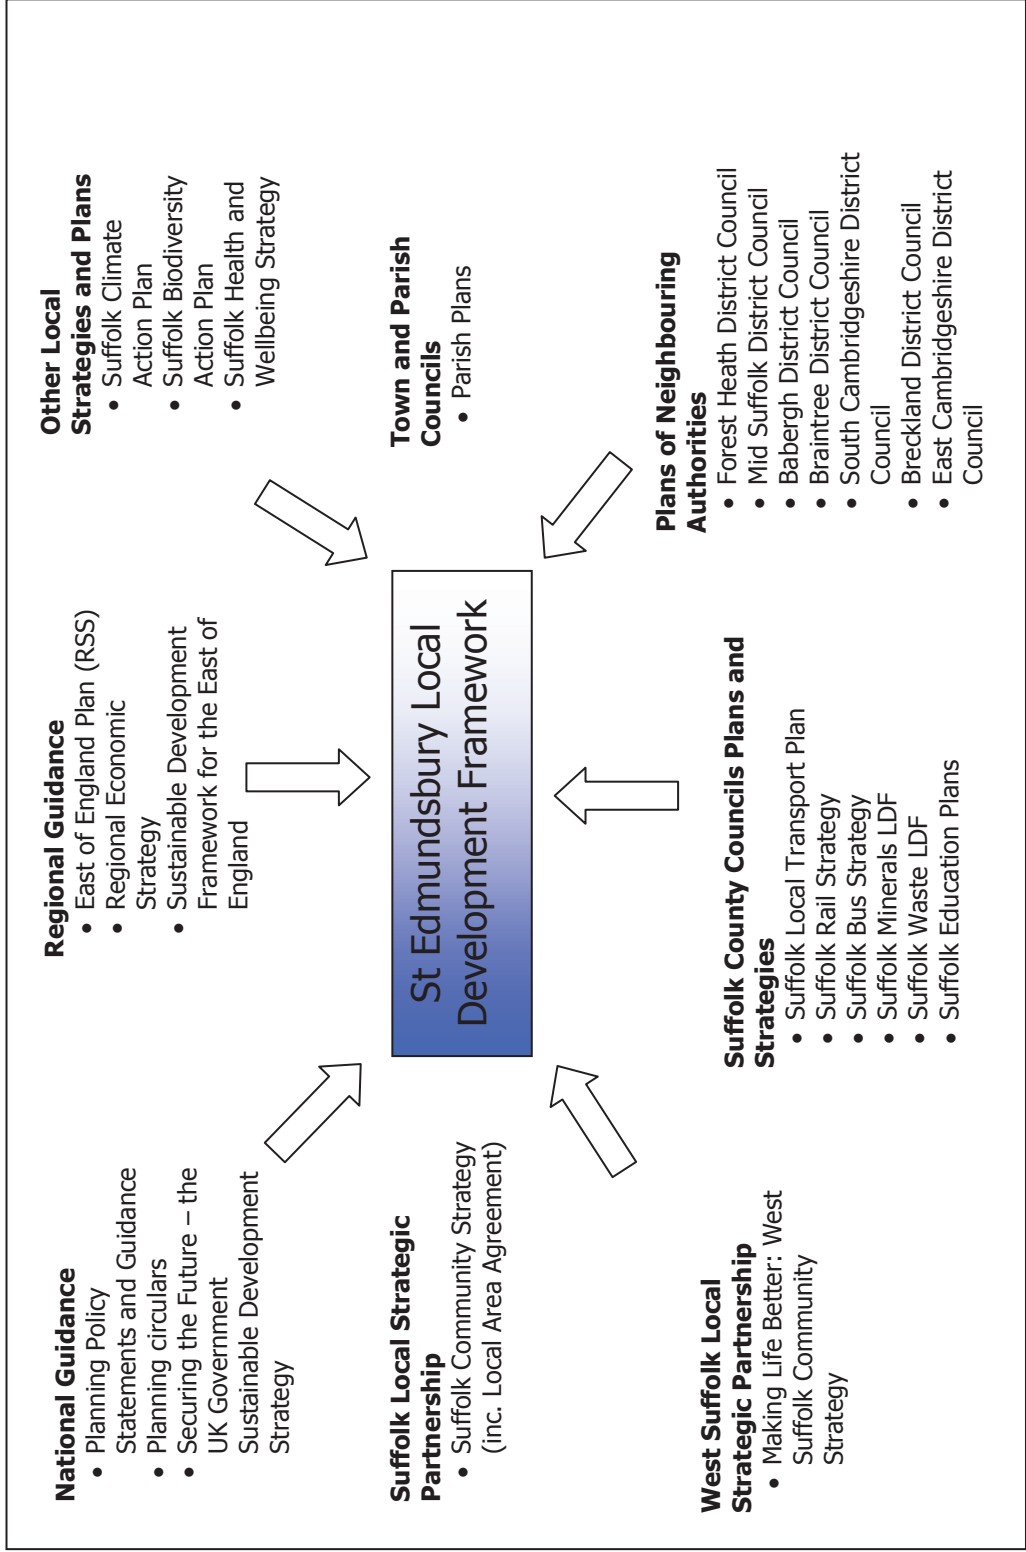 National Guidance
• Planning Policy
Statements and Guidance
• Planning circulars
• Securing the Future – the
UK Government
Sustainable Development
Strategy
Regional Guidance
• East of England Plan (RSS)
• Regional Economic
Strategy
• Sustainable Development
Framework for the East of
England
Other Local
Strategies and Plans
• Suffolk Climate
Action Plan
• Suffolk Biodiversity
Action Plan
• Suffolk Health and
Wellbeing Strategy
Suffolk Local Strategic
Partnership
• Suffolk Community Strategy
(inc. Local Area Agreement)
St Edmundsbury Local
Development Framework
Town and Parish
Councils
• Parish Plans
West Suffolk Local
Strategic Partnership
• Making Life Better: West
Suffolk Community
Strategy
Suffolk County Councils Plans and
Strategies
• Suffolk Local Transport Plan
• Suffolk Rail Strategy
• Suffolk Bus Strategy
• Suffolk Minerals LDF
• Suffolk Waste LDF
• Suffolk Education Plans
Plans of Neighbouring
Authorities
• Forest Heath District Council
• Mid Suffolk District Council
• Babergh District Council
• Braintree District Council
• South Cambridgeshire District
Council
• Breckland District Council
• East Cambridgeshire District
Council